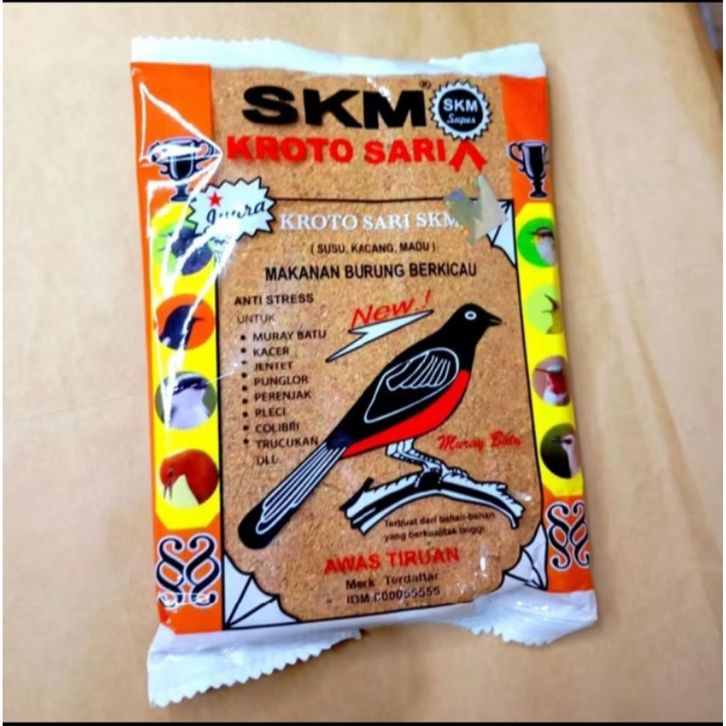 SKM®
SKM
Super
KROTO SARI
Juara
KROTO SARI SKM
( SUSU, KACANG, MADU )
MAKANAN BURUNG BERKICAU
ANTI STRESS
UNTUK
New.!
• MURAY BATU
• KACER
• JENTET
• PUNGLOR
• PERENJAK
• PLECI
• COLIBRI
• TRUCUKAN
DLL.
Muray Batu
Terbuat dari bahan-bahan
yang berkualitas tinggi
AWAS TIRUAN
Merk Terdaftar
IDM.000055555